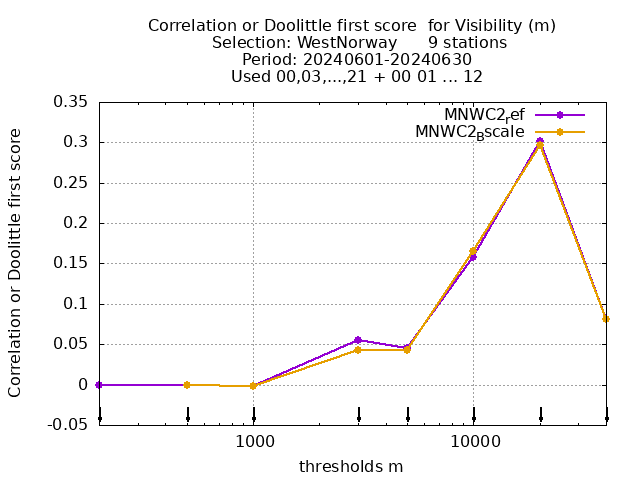 Correlation or Doolittle first score  for Visibility (m)
Selection: WestNorway      9 stations
Period: 20240601-20240630
Used 00,03,...,21 + 00 01 ... 12
MNWC2ref
MNWC2Bscale
Correlation or Doolittle first score
0.35
0.3
0.25
0.2
0.15
0.1
0.05
0
-0.05
1000
10000
thresholds m